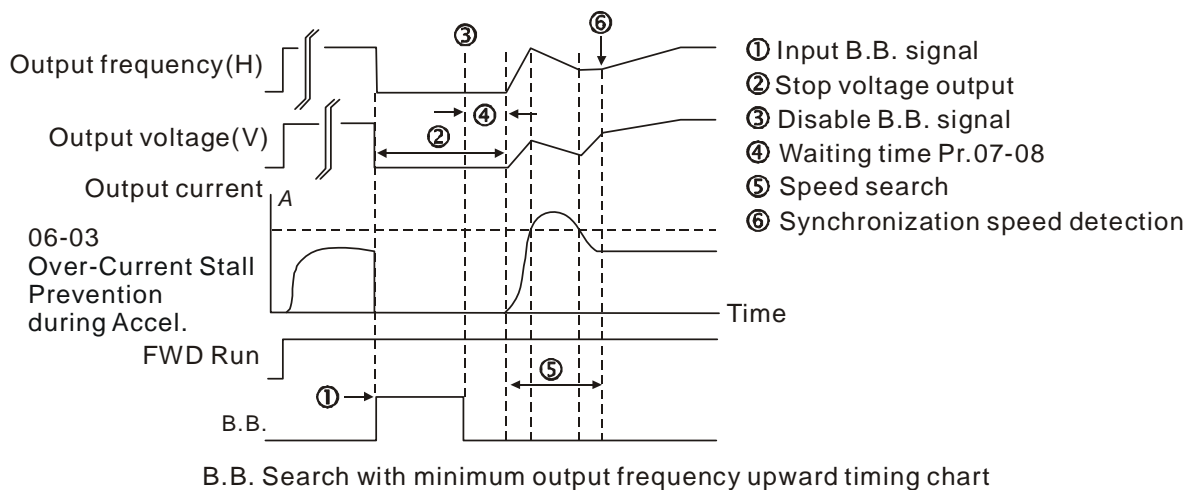 ③
⑥
Output frequency(H)
④
②
Output voltage(V)
Output current
A
06-03
Over-Current Stall
Prevention
during Accel.
Time
FWD Run
⑤
①
B.B.
① Input B.B. signal
② Stop voltage output
③ Disable B.B. signal
④ Waiting time Pr.07-08
⑤ Speed search
⑥ Synchronization speed detection
B.B. Search with minimum output frequency upward timing chart